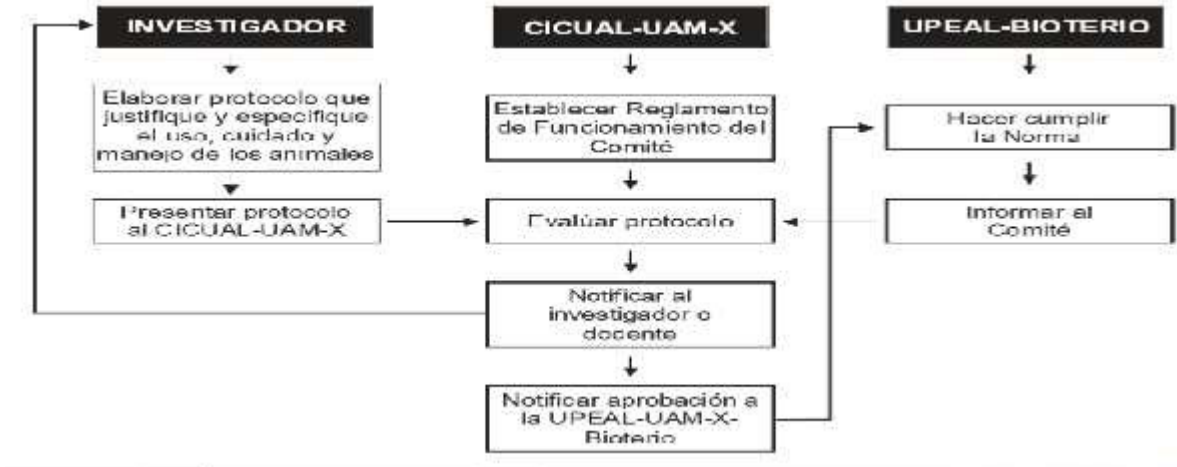 INVESTIGADOR
Elaborar protocolo que
justifique y especifique
el uso, cuidado y
manejo de los animales
Presentar protocolo
al CICUAL-UAM-X
CICUAL-UAM-X
Establecer Reglamento
de Funcionamiento del
Comité
Evalúar protocolo
Notificar al
investigador o
docente
Notificar aprobación a
la UPEAL-UAM-X-
Bioterio
UPEAL-BIOTERIO
Hacer cumplir
la Norma
Informar al
Comité